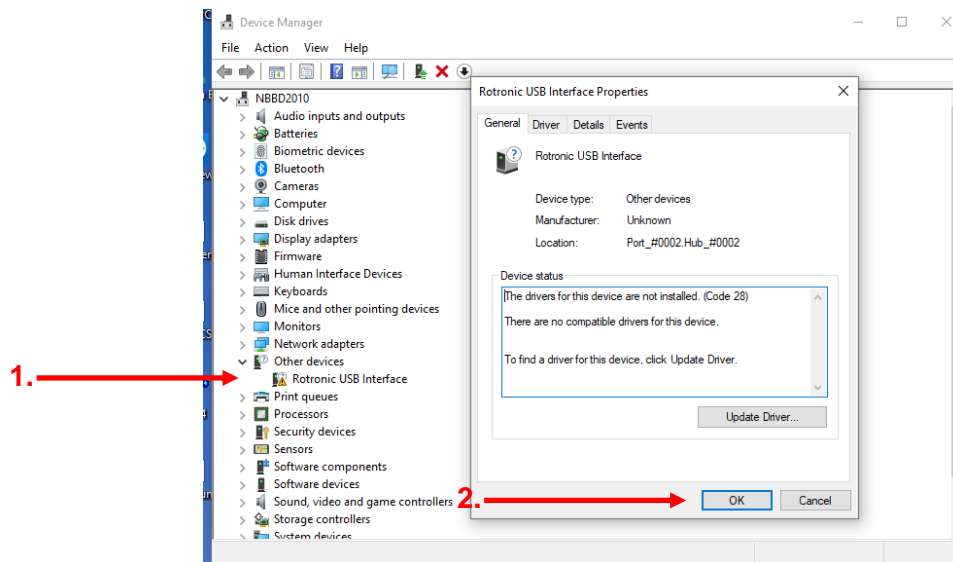 Device Manager
File Action View Help
NBBD2010
Audio inputs and outputs
Batteries
Biometric devices
Bluetooth
Cameras
Computer
Disk drives
Display adapters
Firmware
Human Interface Devices
Keyboards
Mice and other pointing devices
Monitors
Network adapters
Other devices
1.
Rotronic USB Interface
Print queues
Processors
Security devices
Sensors
Software components
Software devices
Sound, video and game controllers
Storage controllers
System devices
Rotronic USB Interface Properties
General Driver Details Events
Rotronic USB Interface
Device type: Other devices
Manufacturer: Unknown
Location: Port_#0002.Hub_#0002
Device status
The drivers for this device are not installed. (Code 28)
There are no compatible drivers for this device.
To find a driver for this device, click Update Driver.
Update Driver...
2.
OK Cancel